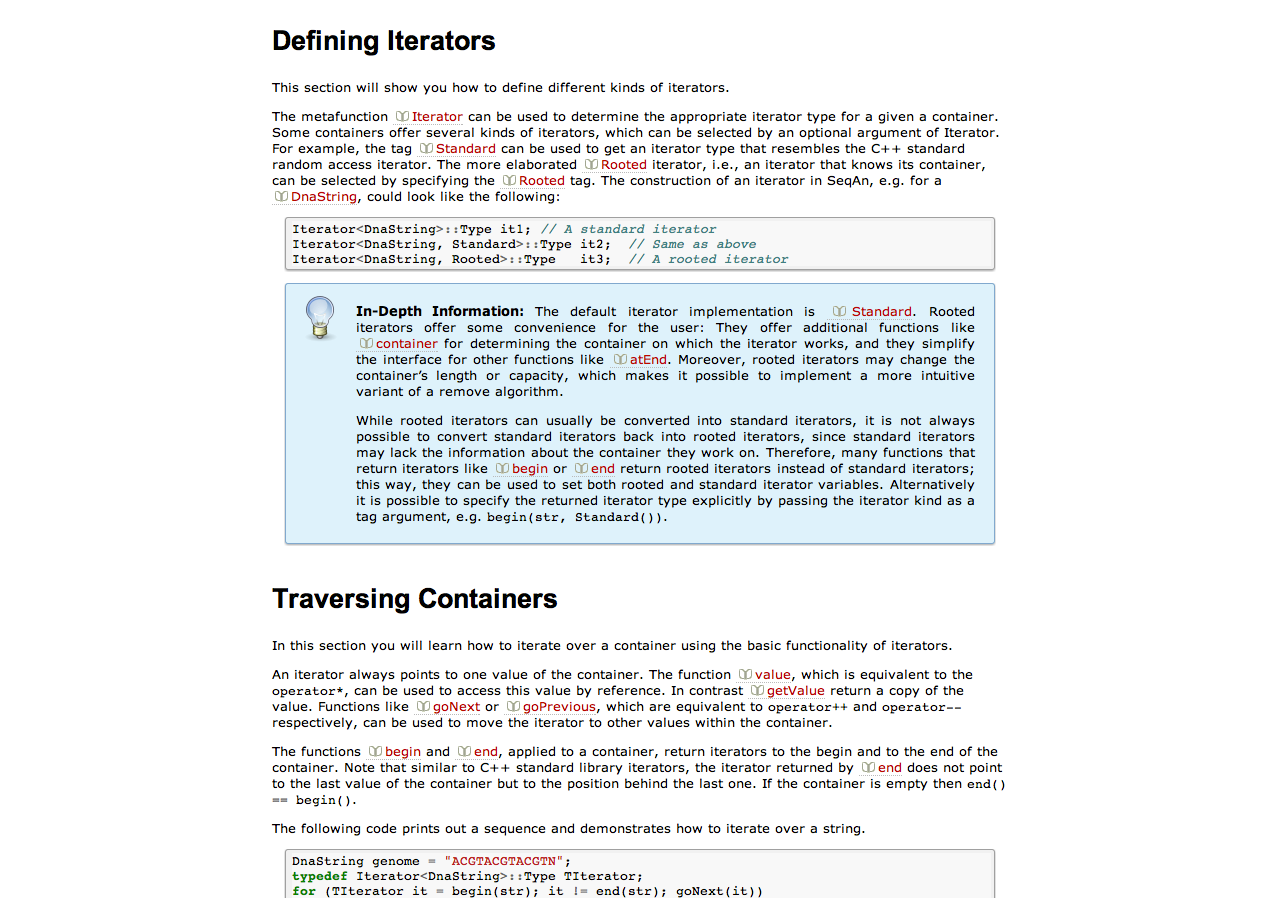 Defining Iterators
This section will show you how to define different kinds of iterators.
The metafunction Iterator can be used to determine the appropriate iterator type for a given a container.
Some containers offer several kinds of iterators, which can be selected by an optional argument of Iterator.
For example, the tag Standard can be used to get an iterator type that resembles the C++ standard
random access iterator. The more elaborated Rooted iterator, i.e., an iterator that knows its container,
can be selected by specifying the Rooted tag. The construction of an iterator in SeqAn, e.g. for a
DnaString, could look like the following:
Iterator<DnaString>::Type it1; // A standard iterator
Iterator<DnaString, Standard>::Type it2;  // Same as above
Iterator<DnaString, Rooted>::Type   it3;  // A rooted iterator
In-Depth Information: The default iterator implementation is Standard. Rooted
iterators offer some convenience for the user: They offer additional functions like
container for determining the container on which the iterator works, and they simplify
the interface for other functions like atEnd. Moreover, rooted iterators may change the
container’s length or capacity, which makes it possible to implement a more intuitive
variant of a remove algorithm.
While rooted iterators can usually be converted into standard iterators, it is not always
possible to convert standard iterators back into rooted iterators, since standard iterators
may lack the information about the container they work on. Therefore, many functions that
return iterators like begin or end return rooted iterators instead of standard iterators;
this way, they can be used to set both rooted and standard iterator variables. Alternatively
it is possible to specify the returned iterator type explicitly by passing the iterator kind as a
tag argument, e.g. begin(str, Standard()).
Traversing Containers
In this section you will learn how to iterate over a container using the basic functionality of iterators.
An iterator always points to one value of the container. The function value, which is equivalent to the
operator*, can be used to access this value by reference. In contrast getValue return a copy of the
value. Functions like goNext or goPrevious, which are equivalent to operator++ and operator--
respectively, can be used to move the iterator to other values within the container.
The functions begin and end, applied to a container, return iterators to the begin and to the end of the
container. Note that similar to C++ standard library iterators, the iterator returned by end does not point
to the last value of the container but to the position behind the last one. If the container is empty then end()
== begin().
The following code prints out a sequence and demonstrates how to iterate over a string.
DnaString genome = "ACGTACGTACGTN";
typedef Iterator<DnaString>::Type TIterator;
for (TIterator it = begin(str); it != end(str); goNext(it))